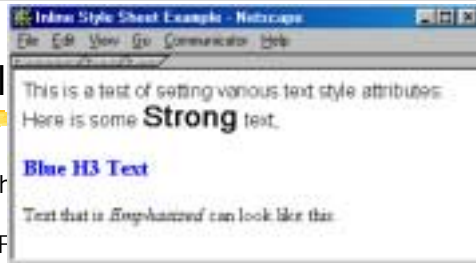 Inline Style Sheet Example - Netscape
File Edit View Go Communicator Help
This is a test of setting various text style attributes.
Here is some Strong text.
Blue H3 Text
Text that is Emphasized can look like this.